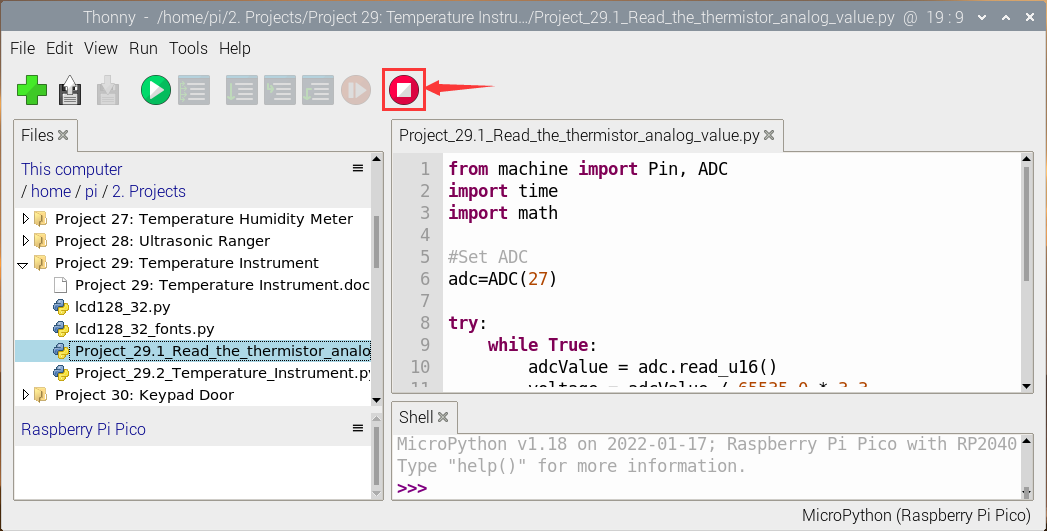 Thonny - /home/pi/2. Projects/Project 29: Temperature Instru.../Project_29.1_Read_the_thermistor_analog_value.py @ 19 : 9
File Edit View Run Tools Help
Files
This computer
/ home / pi / 2. Projects
Project 27: Temperature Humidity Meter
Project 28: Ultrasonic Ranger
Project 29: Temperature Instrument
Project 29: Temperature Instrument.doc
lcd128_32.py
lcd128_32_fonts.py
Project_29.1_Read_the_thermistor_analo
Project_29.2_Temperature_Instrument.py
Project 30: Keypad Door
Raspberry Pi Pico
Project_29.1_Read_the_thermistor_analog_value.py
1 from machine import Pin, ADC
2 import time
3 import math
4
5 #Set ADC
6 adc=ADC(27)
7
8 try:
9 while True:
10 adcValue = adc.read_u16()
11 voltage = adcValue / 65535.0 * 3.3
Shell
MicroPython v1.18 on 2022-01-17; Raspberry Pi Pico with RP2040
Type "help()" for more information.
>>>
MicroPython (Raspberry Pi Pico)